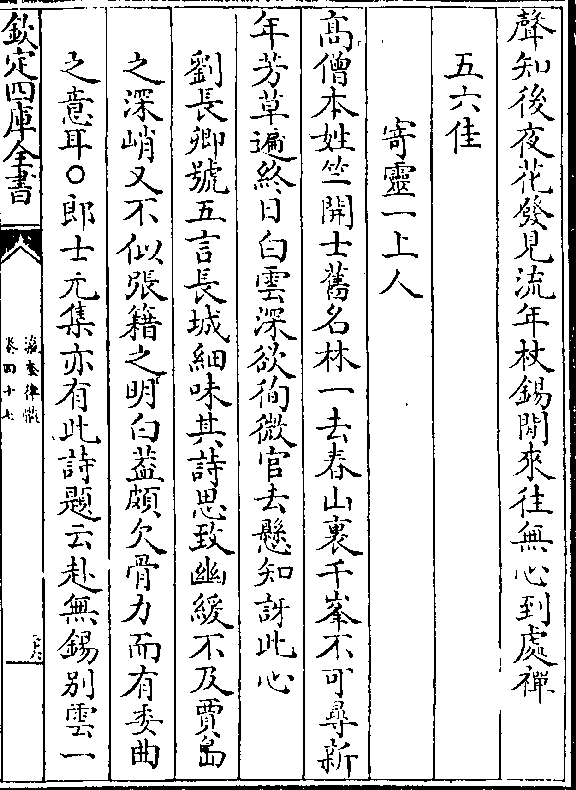 聲知後夜花發見流年杖錫閒來往無心到處禪
五六佳
寄靈一上人
高僧本姓竺開士舊名林一去春山裏千峯不可尋新
年芳草遍終日白雲深欲徇微官去懸知訝此心
劉長卿號五言長城細味其詩思致幽緩不及賈島
之深峭又不似張籍之明白葢頗欠骨力而有委曲
之意耳○郎士元集亦有此詩題云赴無錫别雲一
欽定四庫全書
瀛奎律髓
卷四十七